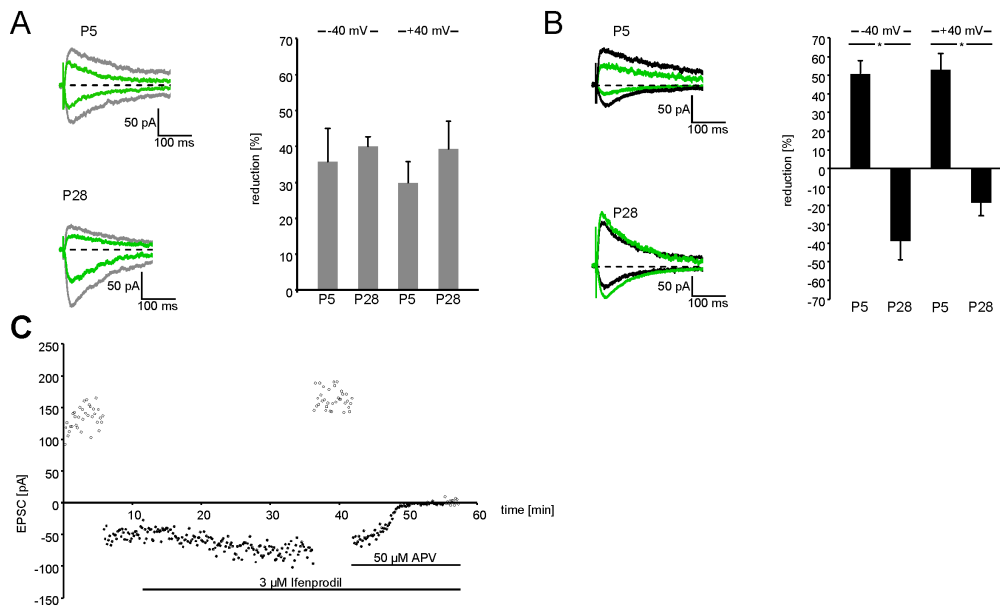 A
P5
50 pA
100 ms
P28
50 pA
100 ms
-40 mV
+40 mV
reduction [%]
70
60
50
40
30
20
10
0
P5
P28
P5
P28
B
P5
50 pA
100 ms
P28
50 pA
100 ms
-40 mV
+40 mV
*
*
reduction [%]
70
60
50
40
30
20
10
0
-10
-20
-30
-40
-50
-60
-70
P5
P28
P5
P28
C
EPSC [pA]
250
200
150
100
50
0
-50
-100
-150
10
20
30
40
50
60
time [min]
50 µM APV
3 µM Ifenprodil